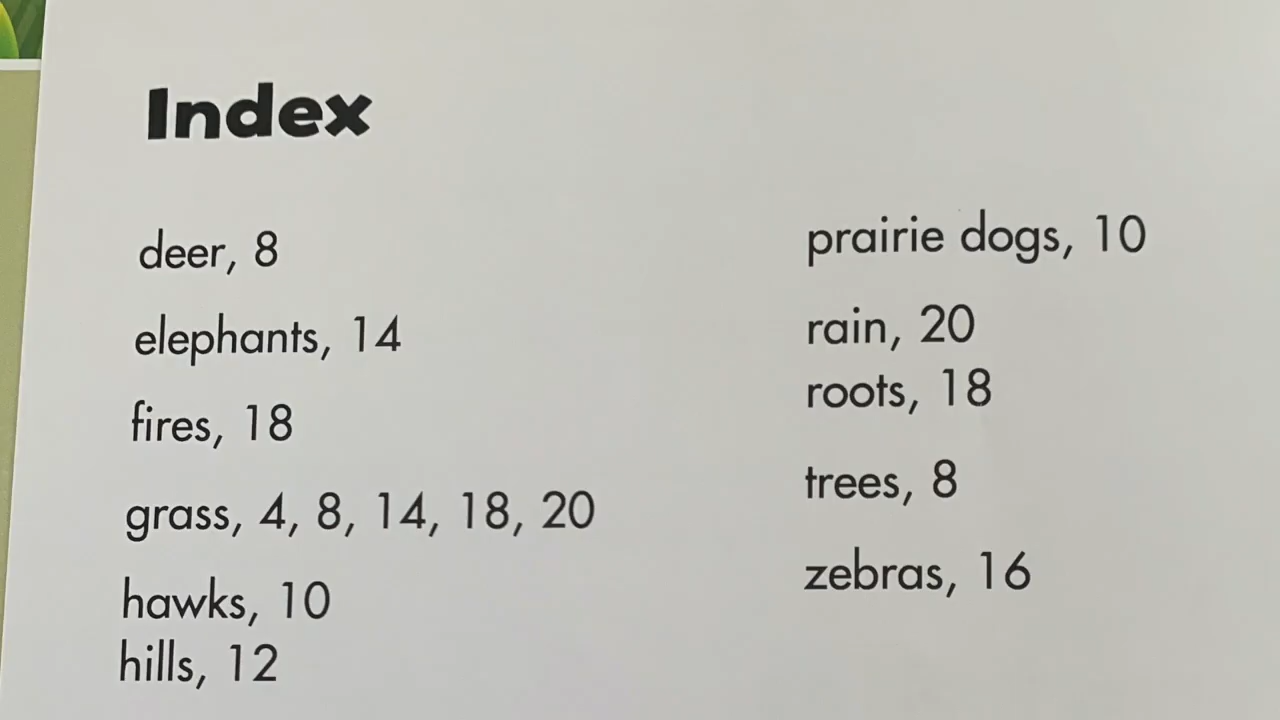 Index
deer, 8
elephants, 14
fires, 18
grass, 4, 8, 14, 18, 20
hawks, 10
hills, 12
prairie dogs, 10
rain, 20
roots, 18
trees, 8
zebras, 16